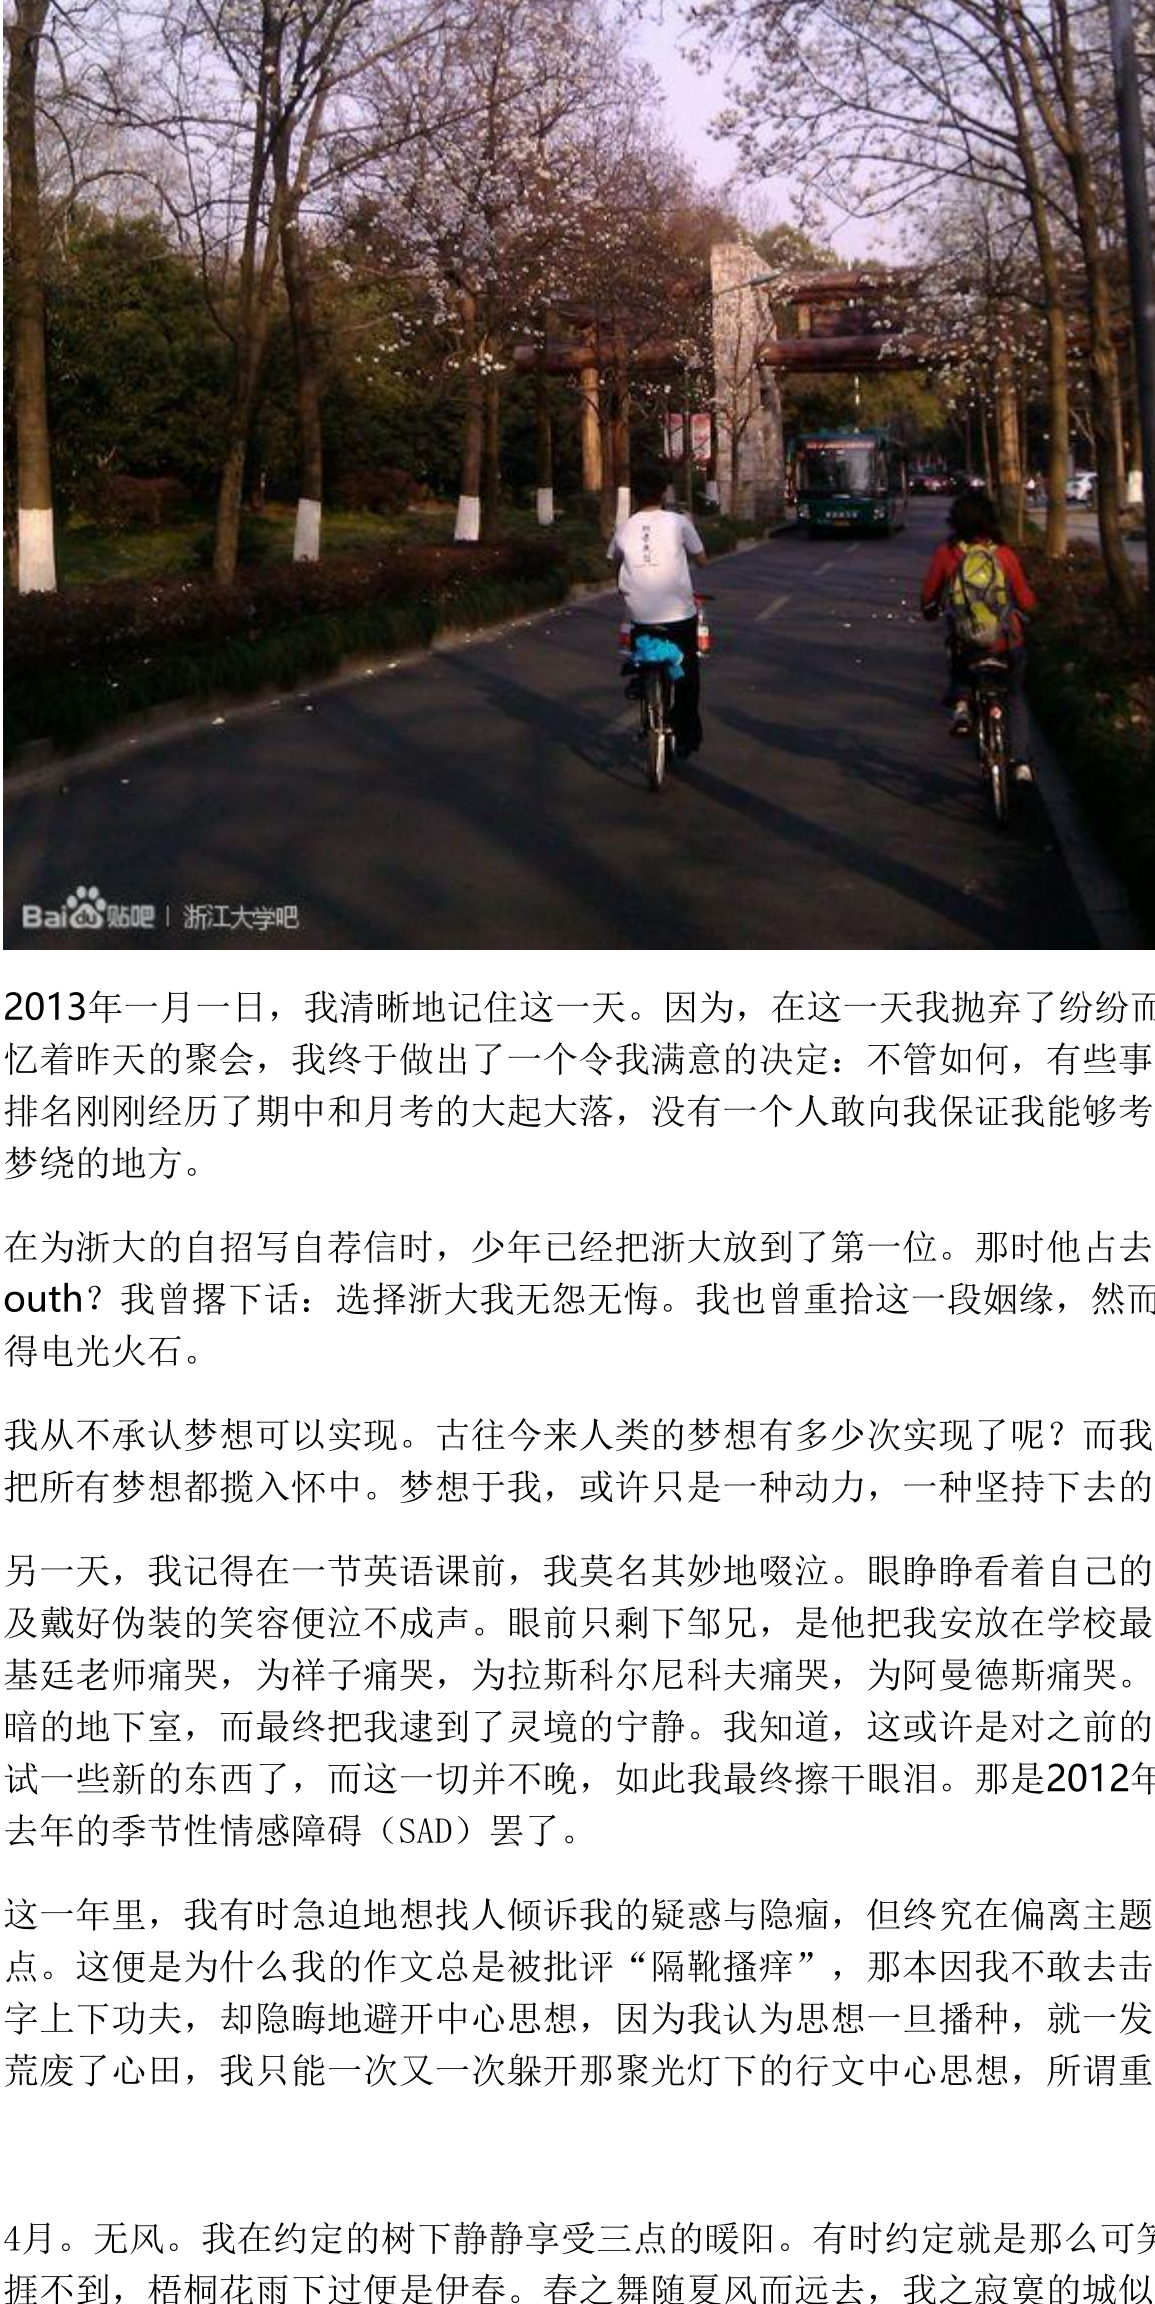 Baidu贴吧 | 浙江大学吧
2013年一月一日，我清晰地记住这一天。因为，在这一天我抛弃了纷纷而
忆着昨天的聚会，我终于做出了一个令我满意的决定：不管如何，有些事
排名刚刚经历了期中和月考的大起大落，没有一个人敢向我保证我能够考
梦绕的地方。
在为浙大的自招写自荐信时，少年已经把浙大放到了第一位。那时他占去
outh？我曾撂下话：选择浙大我无怨无悔。我也曾重拾这一段姻缘，然而
得电光火石。
我从不承认梦想可以实现。古往今来人类的梦想有多少次实现了呢？而我
把所有梦想都揽入怀中。梦想于我，或许只是一种动力，一种坚持下去的
另一天，我记得在一节英语课前，我莫名其妙地啜泣。眼睁睁看着自己的
及戴好伪装的笑容便泣不成声。眼前只剩下邹兄，是他把我安放在学校最
基廷老师痛哭，为祥子痛哭，为拉斯科尔尼科夫痛哭，为阿曼德斯痛哭。
暗的地下室，而最终把我逮到了灵境的宁静。我知道，这或许是对之前的
试一些新的东西了，而这一切并不晚，如此我最终擦干眼泪。那是2012年
去年的季节性情感障碍（SAD）罢了。
这一年里，我有时急迫地想找人倾诉我的疑惑与隐痼，但终究在偏离主题
点。这便是为什么我的作文总是被批评“隔靴搔痒”，那本因我不敢去击
字上下功夫，却隐晦地避开中心思想，因为我认为思想一旦播种，就一发
荒废了心田，我只能一次又一次躲开那聚光灯下的行文中心思想，所谓重
4月。无风。我在约定的树下静静享受三点的暖阳。有时约定就是那么可笑
捱不到，梧桐花雨下过便是伊春。春之舞随夏风而远去，我之寂寞的城似